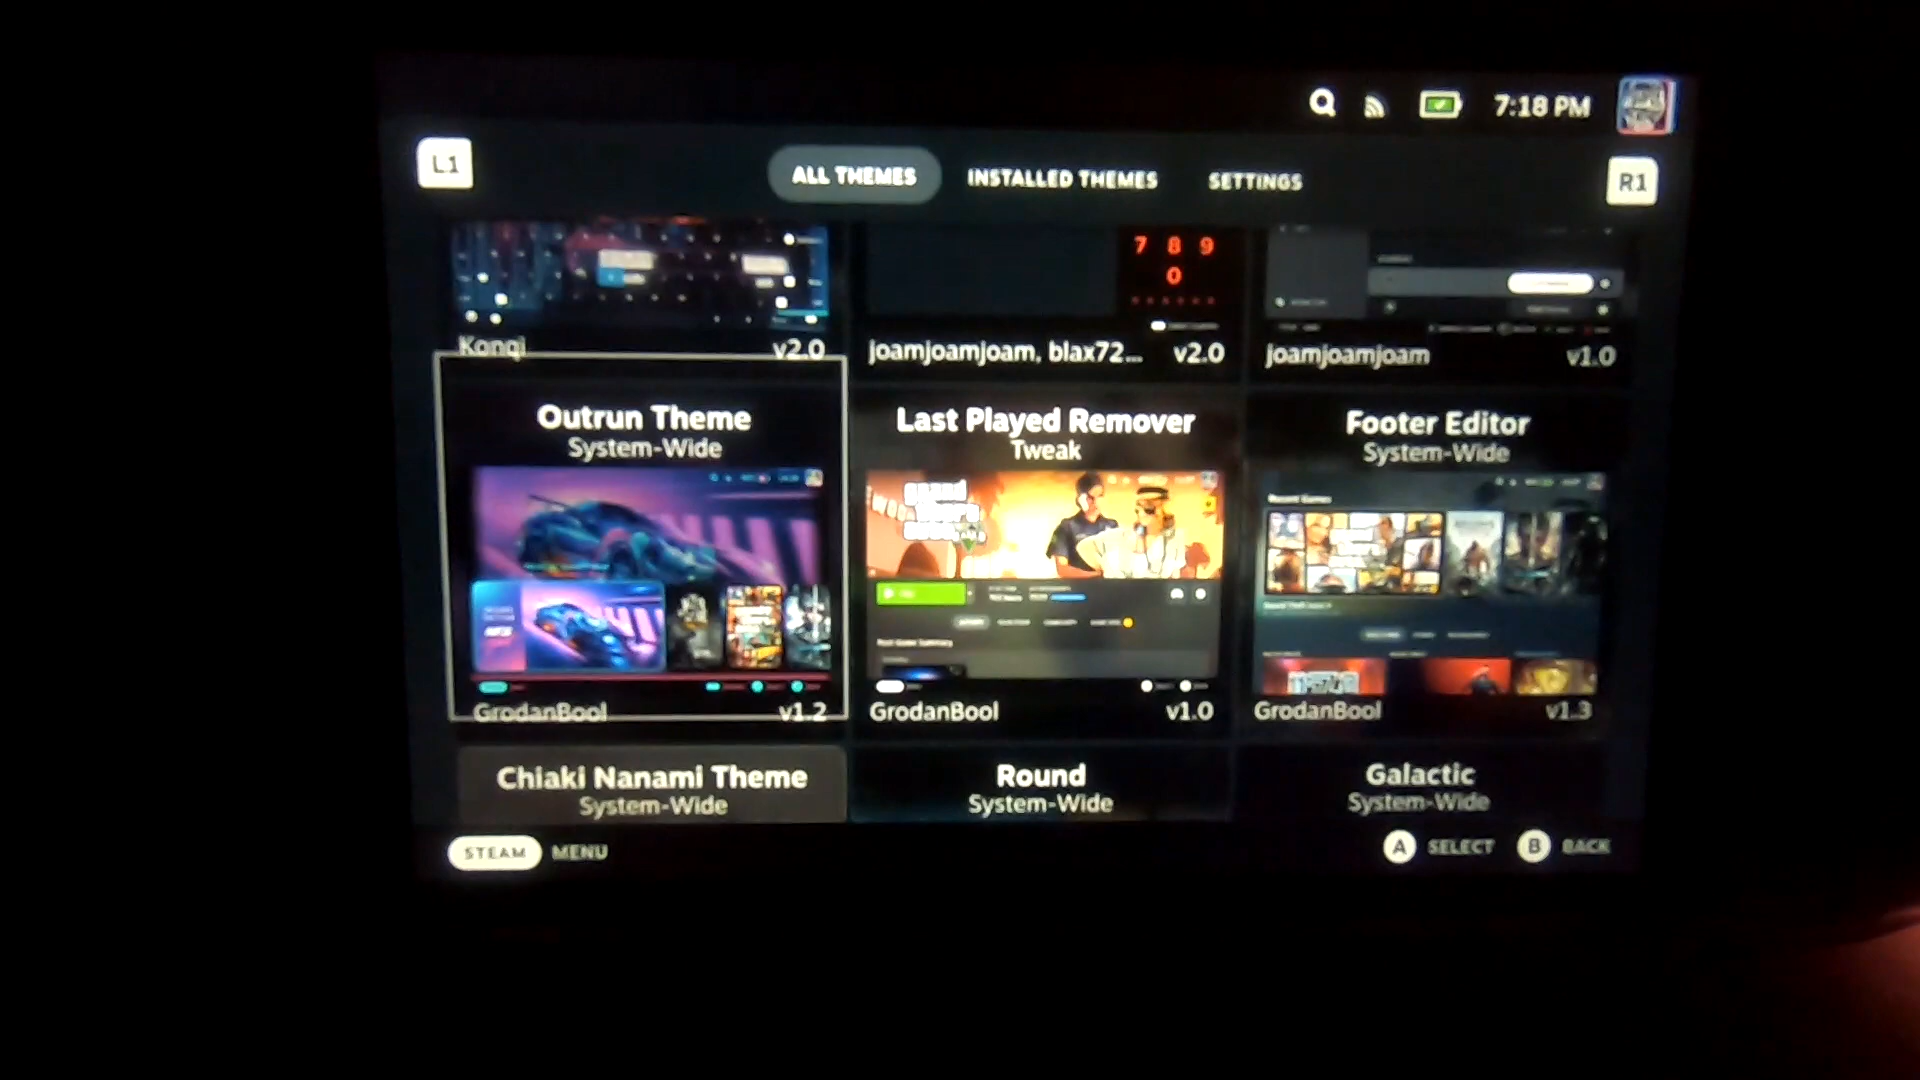 7:18 PM
L1
ALL THEMES
INSTALLED THEMES
SETTINGS
R1
7 8 9
0
Konqi
v2.0
joamjoamjoam, blax72...
v2.0
joamjoamjoam
v1.0
Outrun Theme
System-Wide
Last Played Remover
Tweak
Footer Editor
System-Wide
Recent Games
GrodanBool
v1.2
GrodanBool
v1.0
GrodanBool
v1.3
Chiaki Nanami Theme
System-Wide
Round
System-Wide
Galactic
System-Wide
STEAM
MENU
A
SELECT
B
BACK